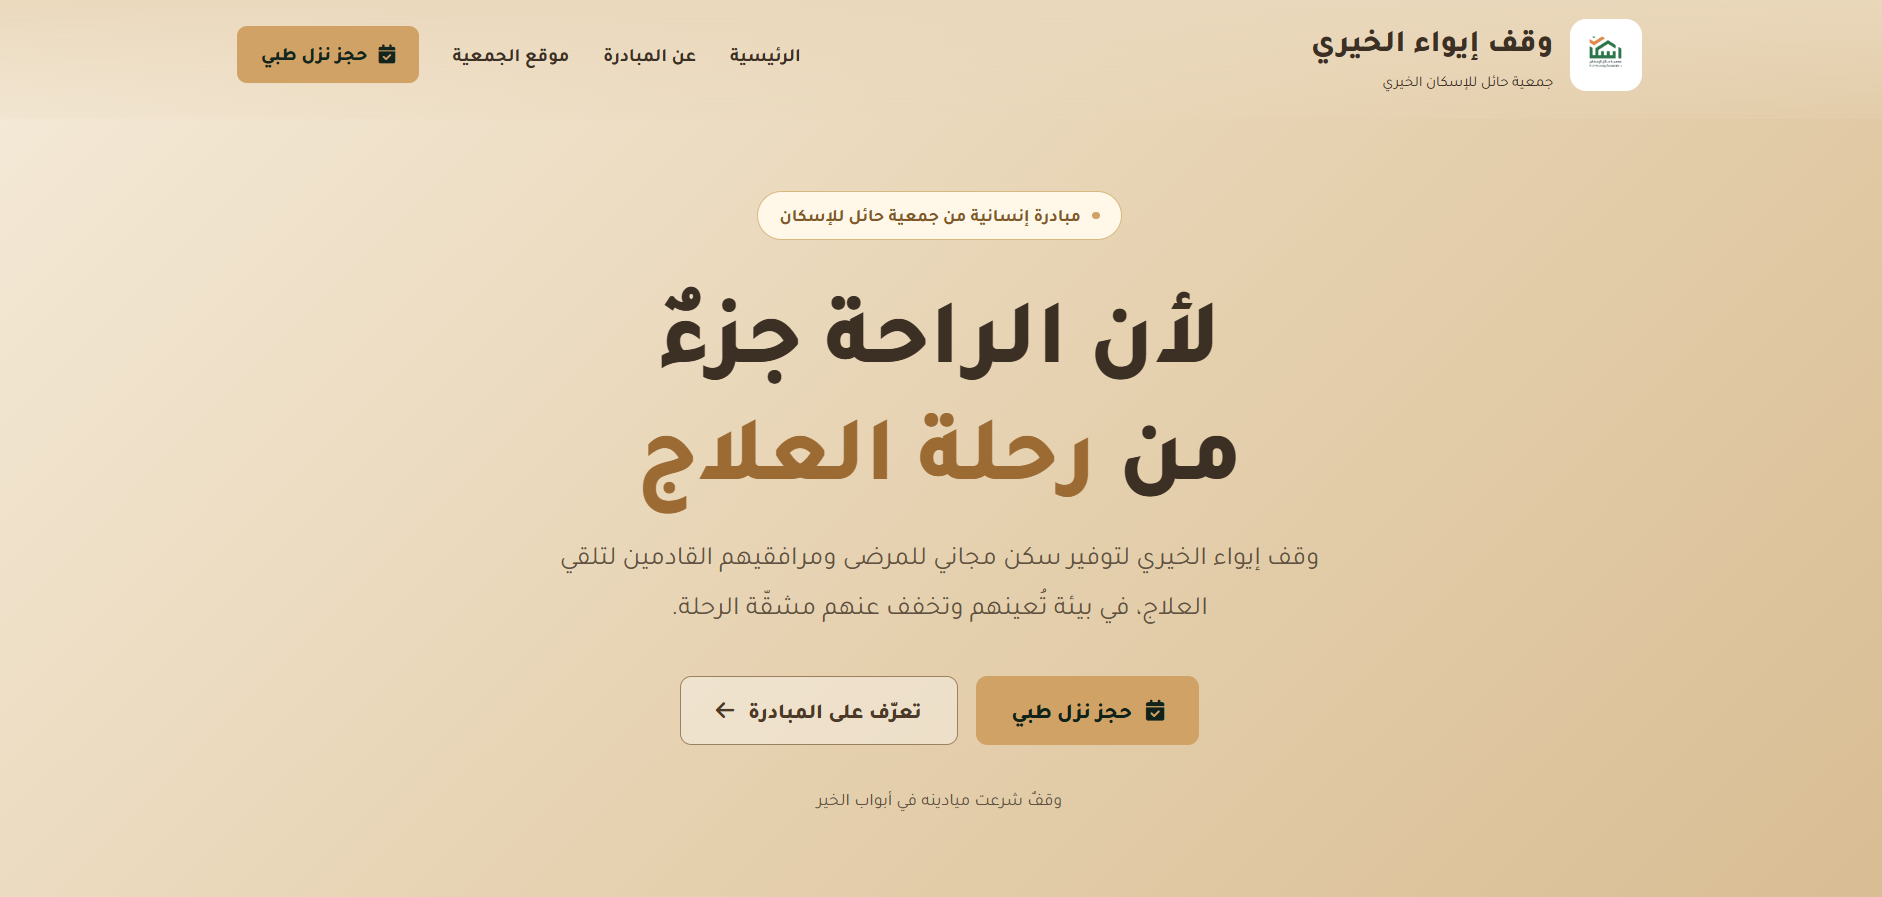 وقف إيواء الخيري
جمعية حائل للإسكان الخيري
الرئيسية
عن المبادرة
موقع الجمعية
حجز نزل طبي
مبادرة إنسانية من جمعية حائل للإسكان
لأن الراحة جزءٌ
من رحلة العلاج
وقف إيواء الخيري لتوفير سكن مجاني للمرضى ومرافقيهم القادمين لتلقي
العلاج، في بيئة تُعينهم وتخفف عنهم مشقّة الرحلة.
حجز نزل طبي
تعرّف على المبادرة
وقفٌ شرعت ميادينه في أبواب الخير